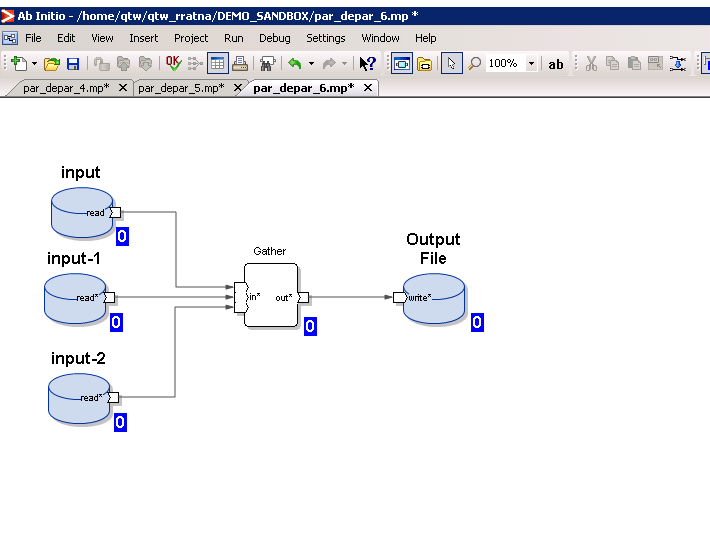 Ab Initio - /home/qtw/qtw_rratna/DEMO_SANDBOX/par_depar_6.mp *
File Edit View Insert Project Run Debug Settings Window Help
OK 100% ab
par_depar_4.mp* par_depar_5.mp* par_depar_6.mp*
input
read
0
input-1
read*
0
input-2
read*
0
Gather
in* out*
0
Output
File
write*
0